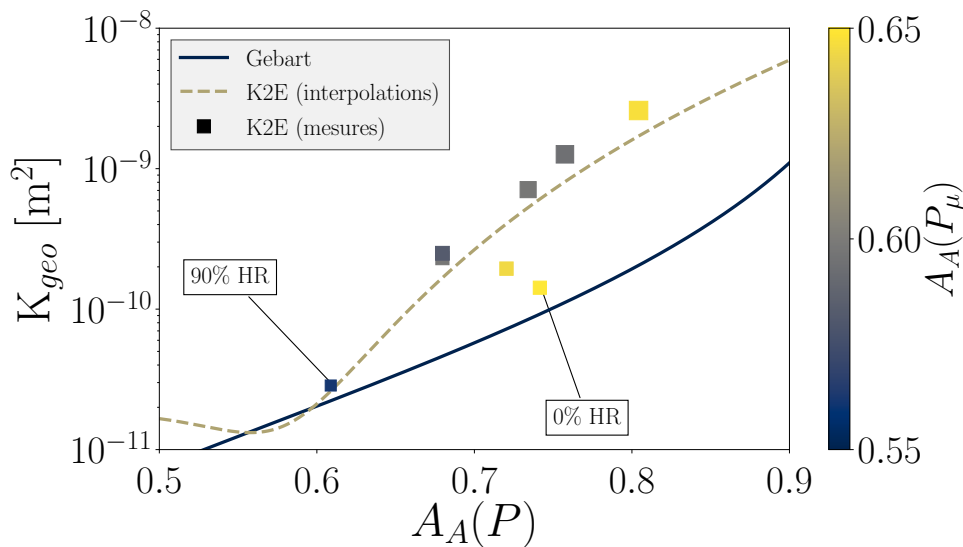 10⁻⁸
10⁻⁹
10⁻¹⁰
10⁻¹¹
K_geo [m²]
Gebart
K2E (interpolations)
K2E (mesures)
90% HR
0% HR
0.5 0.6 0.7 0.8 0.9
A_A(P)
0.65
0.60
0.55
A_A(P_μ)